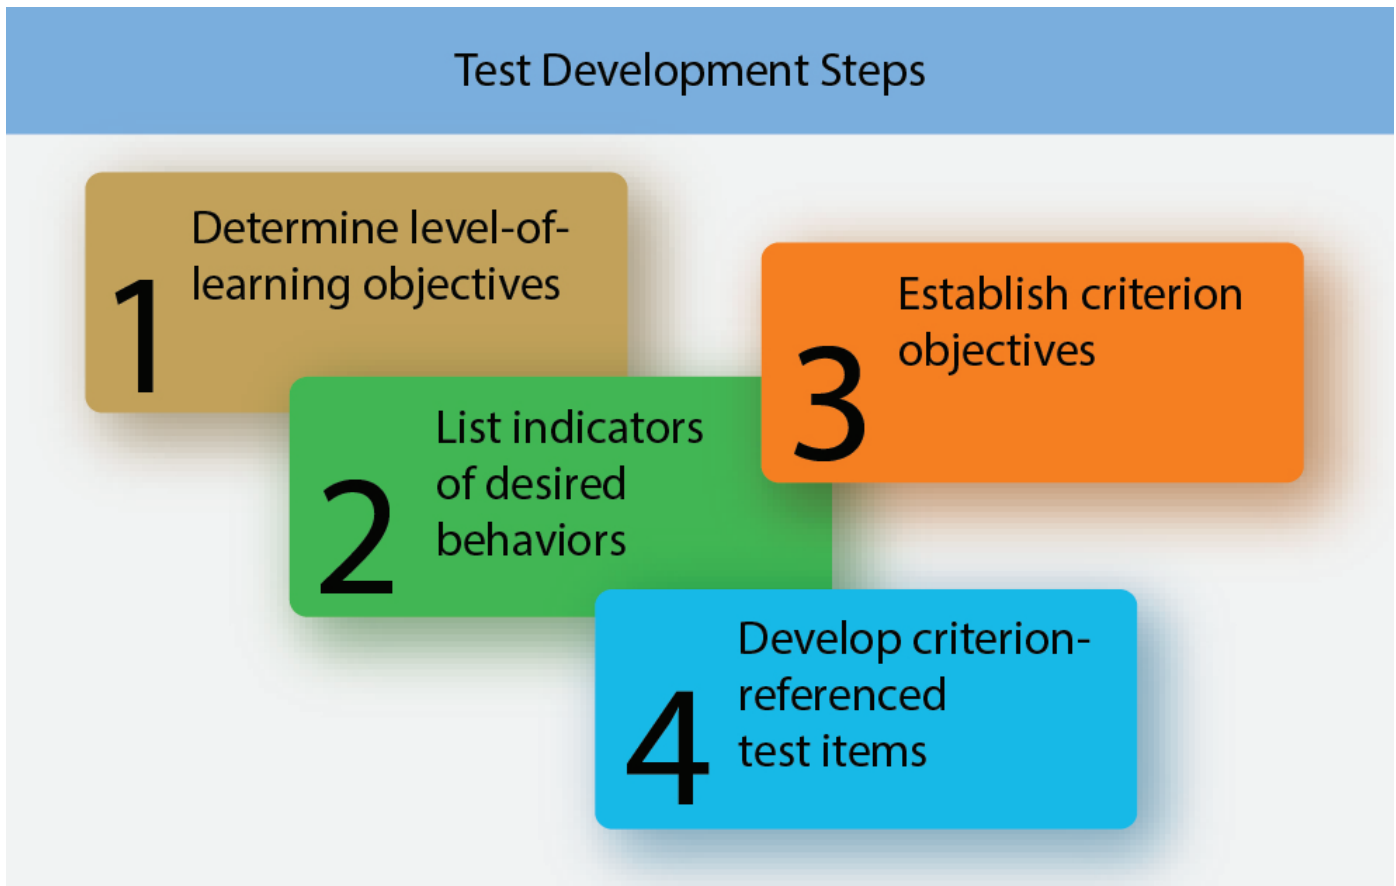 Test Development Steps
1
Determine level-of-
learning objectives
2
List indicators
of desired
behaviors
3
Establish criterion
objectives
4
Develop criterion-
referenced
test items